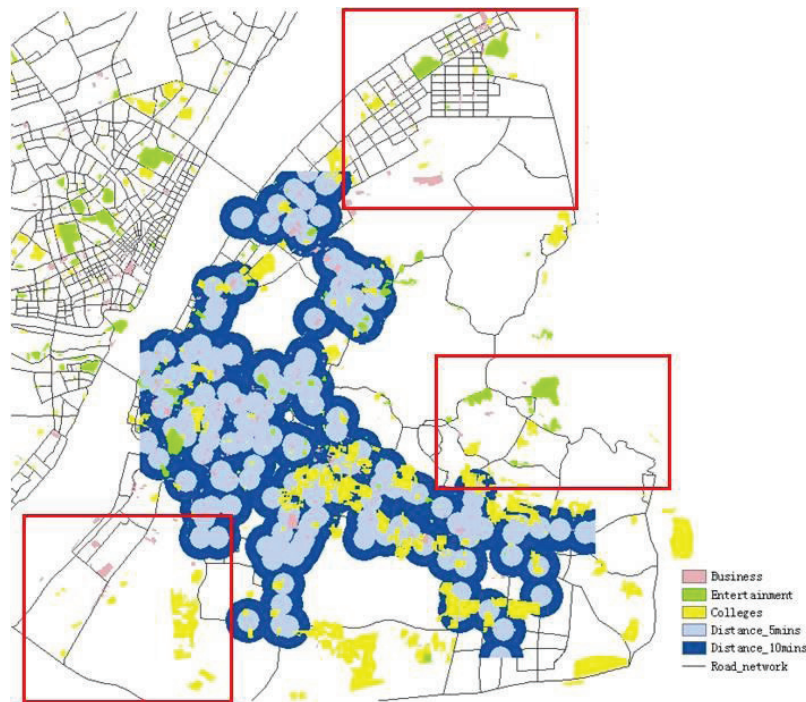 Business
Entertainment
Colleges
Distance_5mins
Distance_10mins
Road_network